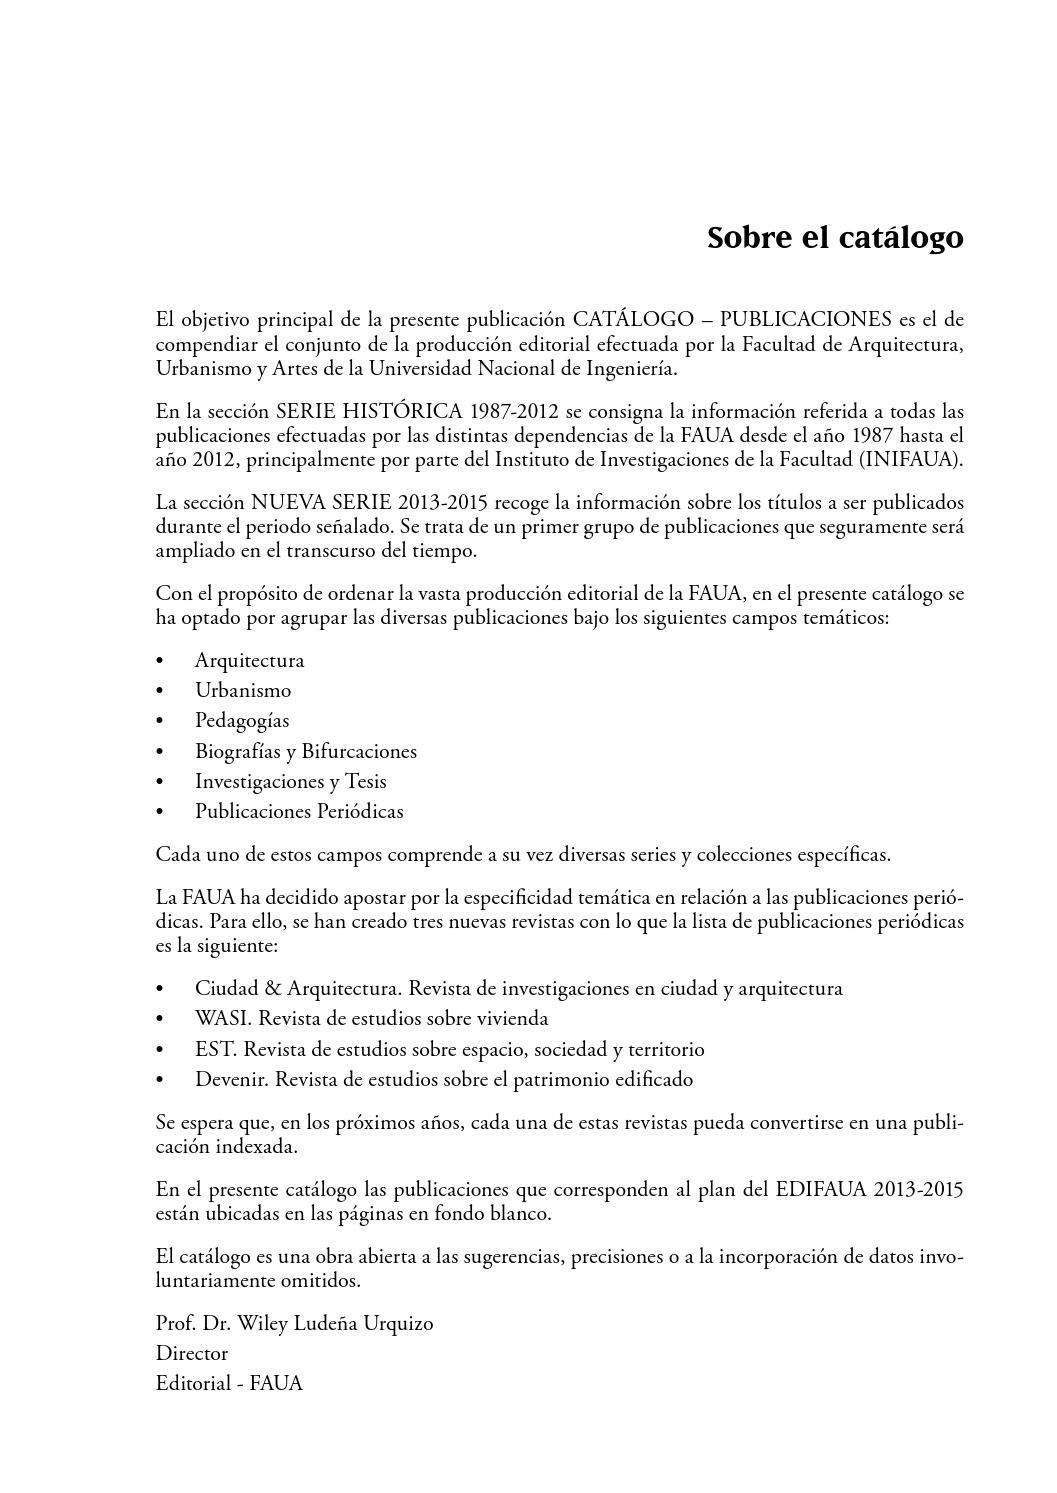 Sobre el catálogo
El objetivo principal de la presente publicación CATÁLOGO – PUBLICACIONES es el de
compendiar el conjunto de la producción editorial efectuada por la Facultad de Arquitectura,
Urbanismo y Artes de la Universidad Nacional de Ingeniería.
En la sección SERIE HISTÓRICA 1987-2012 se consigna la información referida a todas las
publicaciones efectuadas por las distintas dependencias de la FAUA desde el año 1987 hasta el
año 2012, principalmente por parte del Instituto de Investigaciones de la Facultad (INIFAUA).
La sección NUEVA SERIE 2013-2015 recoge la información sobre los títulos a ser publicados
durante el periodo señalado. Se trata de un primer grupo de publicaciones que seguramente será
ampliado en el transcurso del tiempo.
Con el propósito de ordenar la vasta producción editorial de la FAUA, en el presente catálogo se
ha optado por agrupar las diversas publicaciones bajo los siguientes campos temáticos:
• Arquitectura
• Urbanismo
• Pedagogías
• Biografías y Bifurcaciones
• Investigaciones y Tesis
• Publicaciones Periódicas
Cada uno de estos campos comprende a su vez diversas series y colecciones específicas.
La FAUA ha decidido apostar por la especificidad temática en relación a las publicaciones perió-
dicas. Para ello, se han creado tres nuevas revistas con lo que la lista de publicaciones periódicas
es la siguiente:
• Ciudad & Arquitectura. Revista de investigaciones en ciudad y arquitectura
• WASI. Revista de estudios sobre vivienda
• EST. Revista de estudios sobre espacio, sociedad y territorio
• Devenir. Revista de estudios sobre el patrimonio edificado
Se espera que, en los próximos años, cada una de estas revistas pueda convertirse en una publi-
cación indexada.
En el presente catálogo las publicaciones que corresponden al plan del EDIFAUA 2013-2015
están ubicadas en las páginas en fondo blanco.
El catálogo es una obra abierta a las sugerencias, precisiones o a la incorporación de datos invo-
luntariamente omitidos.
Prof. Dr. Wiley Ludeña Urquizo
Director
Editorial - FAUA